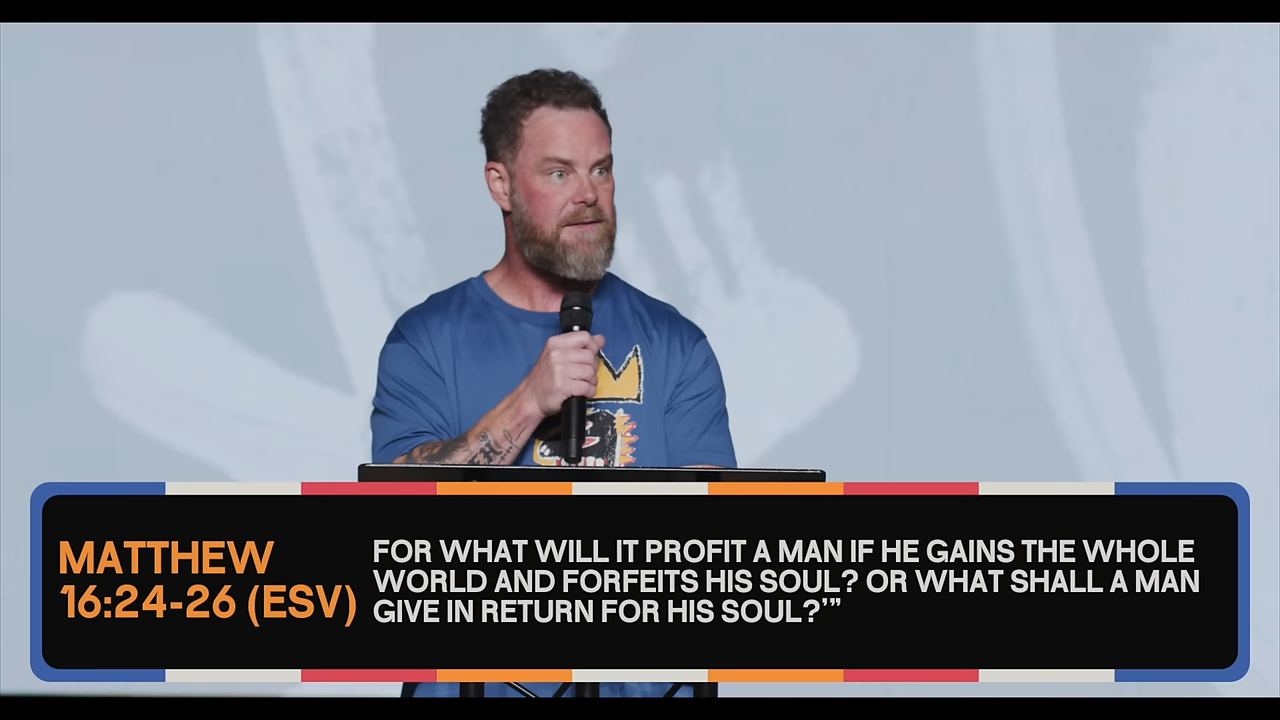 MATTHEW
16:24-26 (ESV)
FOR WHAT WILL IT PROFIT A MAN IF HE GAINS THE WHOLE
WORLD AND FORFEITS HIS SOUL? OR WHAT SHALL A MAN
GIVE IN RETURN FOR HIS SOUL?’”